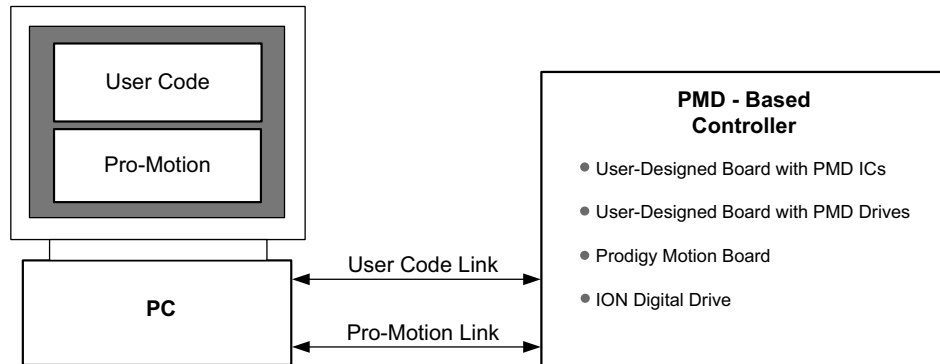 User Code
Pro-Motion
PC
User Code Link
Pro-Motion Link
PMD - Based
Controller
User-Designed Board with PMD ICs
User-Designed Board with PMD Drives
Prodigy Motion Board
ION Digital Drive